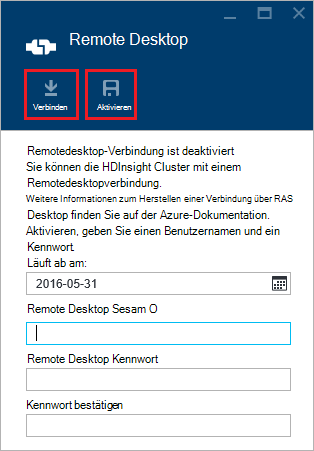 Remote Desktop
Verbinden
Aktivieren
Remotedesktop-Verbindung ist deaktiviert
Sie können die HDInsight Cluster mit einem
Remotedesktopverbindung.
Weitere Informationen zum Herstellen einer Verbindung über RAS
Desktop finden Sie auf der Azure-Dokumentation.
Aktivieren, geben Sie einen Benutzernamen und ein
Kennwort.
Läuft ab am:
2016-05-31
Remote Desktop Sesam O
Remote Desktop Kennwort
Kennwort bestätigen